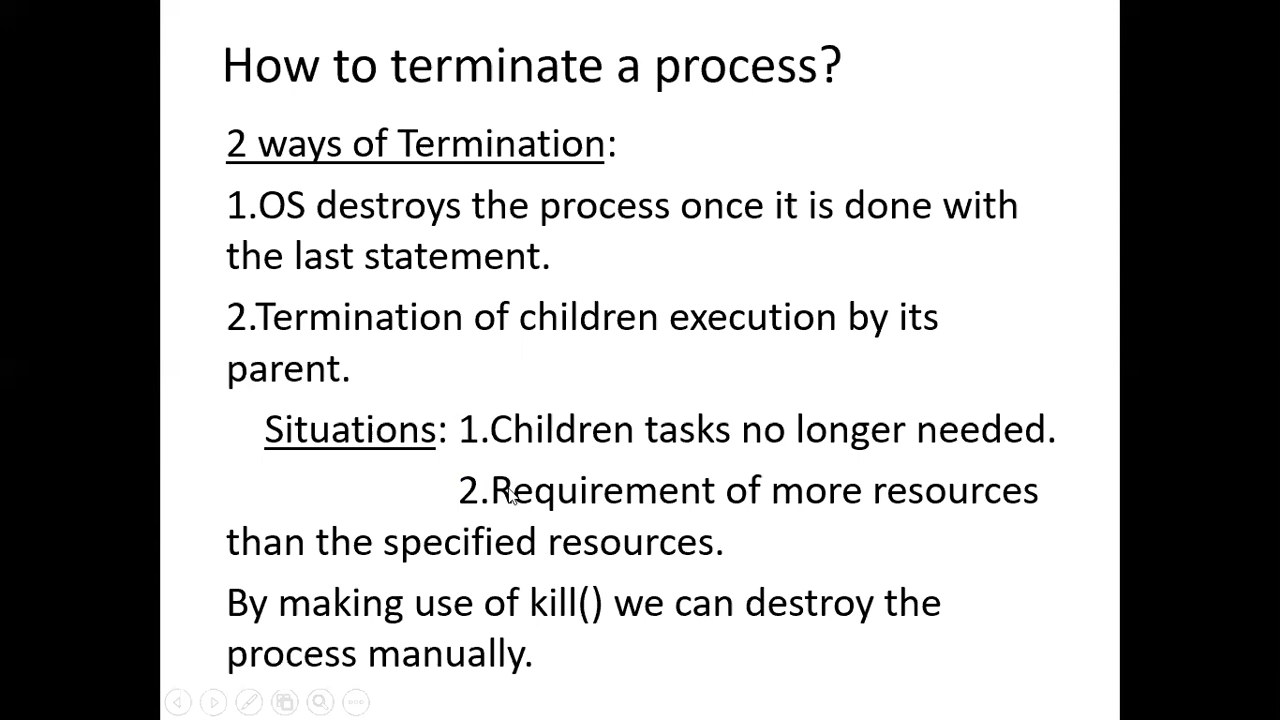 How to terminate a process?
2 ways of Termination:
1.OS destroys the process once it is done with
the last statement.
2.Termination of children execution by its
parent.
Situations: 1.Children tasks no longer needed.
2.Requirement of more resources
than the specified resources.
By making use of kill() we can destroy the
process manually.